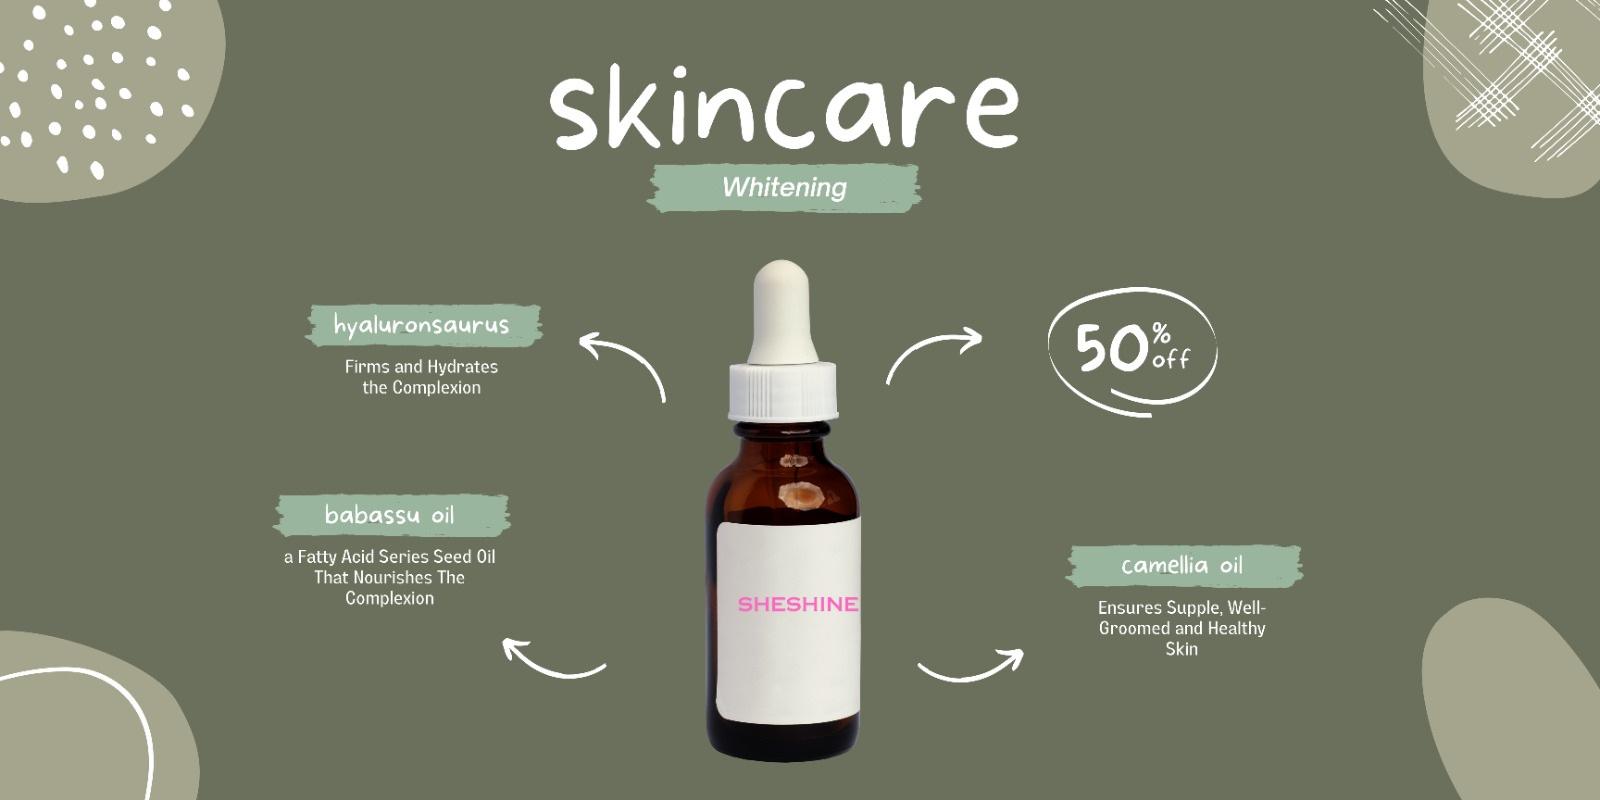 skincare
Whitening
hyaluronsaurus
Firms and Hydrates
the Complexion
50%
off
babassu oil
a Fatty Acid Series Seed Oil
That Nourishes The
Complexion
SHESHINE
camellia oil
Ensures Supple, Well-
Groomed and Healthy
Skin